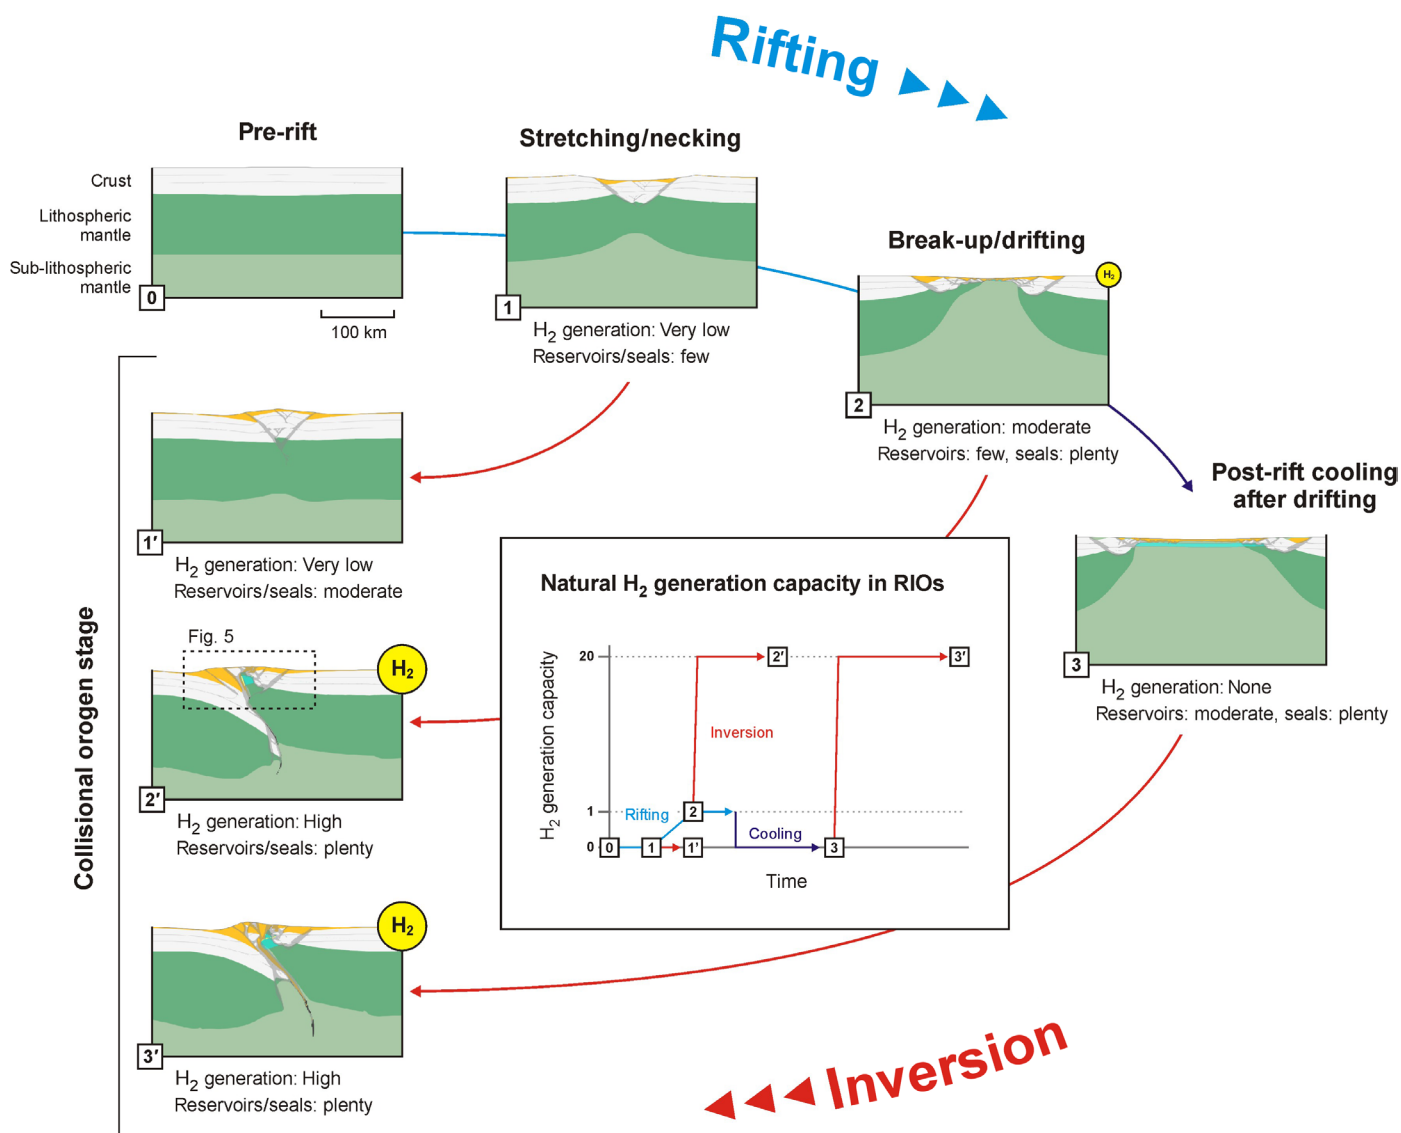 Rifting
Pre-rift
Crust
Lithospheric
mantle
Sub-lithospheric
mantle
0
100 km
Stretching/necking
1
H₂ generation: Very low
Reservoirs/seals: few
Break-up/drifting
H₂
2
H₂ generation: moderate
Reservoirs: few, seals: plenty
Post-rift cooling
after drifting
3
H₂ generation: None
Reservoirs: moderate, seals: plenty
Collisional orogen stage
1′
H₂ generation: Very low
Reservoirs/seals: moderate
Fig. 5
H₂
2′
H₂ generation: High
Reservoirs/seals: plenty
H₂
3′
H₂ generation: High
Reservoirs/seals: plenty
Natural H₂ generation capacity in RIOs
H₂ generation capacity
20
2′
3′
Inversion
1
Rifting
2
Cooling
0
0
1
1'
3
Time
Inversion